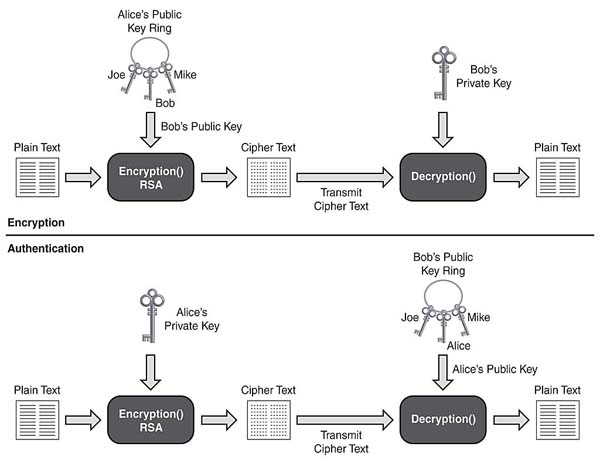 Alice's Public
Key Ring
Joe
Mike
Bob
Bob's
Private Key
Bob's Public Key
Plain Text
Encryption()
RSA
Cipher Text
Transmit
Cipher Text
Decryption()
Plain Text
Encryption
Authentication
Alice's
Private Key
Bob's Public
Key Ring
Joe
Mike
Alice
Alice's Public Key
Plain Text
Encryption()
RSA
Cipher Text
Transmit
Cipher Text
Decryption()
Plain Text